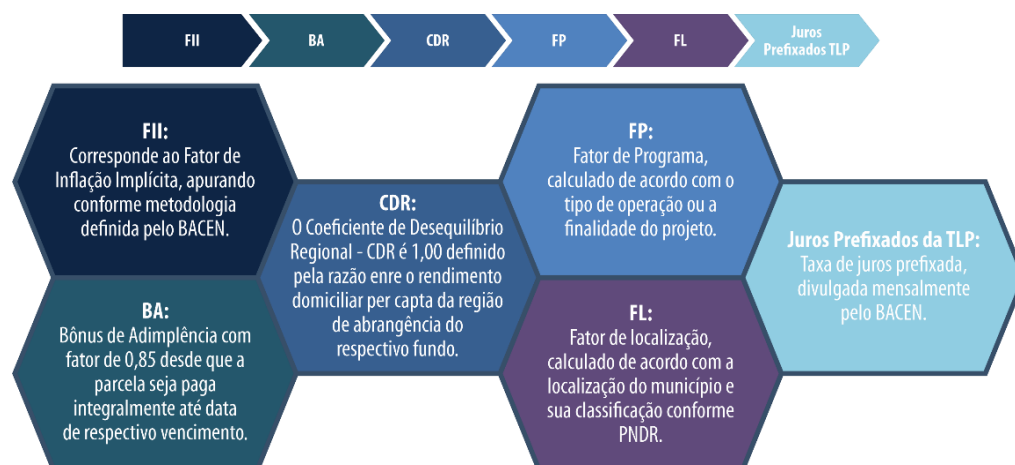 FII
BA
CDR
FP
FL
Juros
Prefixados TLP
FII:
Corresponde ao Fator de
Inflação Implícita, apurando
conforme metodologia
definida pelo BACEN.
BA:
Bônus de Adimplência com
fator de 0,85 desde que a
parcela seja paga
integralmente até data
de respectivo vencimento.
CDR:
O Coeficiente de Desequilíbrio
Regional - CDR é 1,00 definido
pela razão enre o rendimento
domiciliar per capta da região
de abrangência do
respectivo fundo.
FP:
Fator de Programa,
calculado de acordo com o
tipo de operação ou a
finalidade do projeto.
FL:
Fator de localização,
calculado de acordo com a
localização do município e
sua classificação conforme
PNDR.
Juros Prefixados da TLP:
Taxa de juros prefixada,
divulgada mensalmente
pelo BACEN.